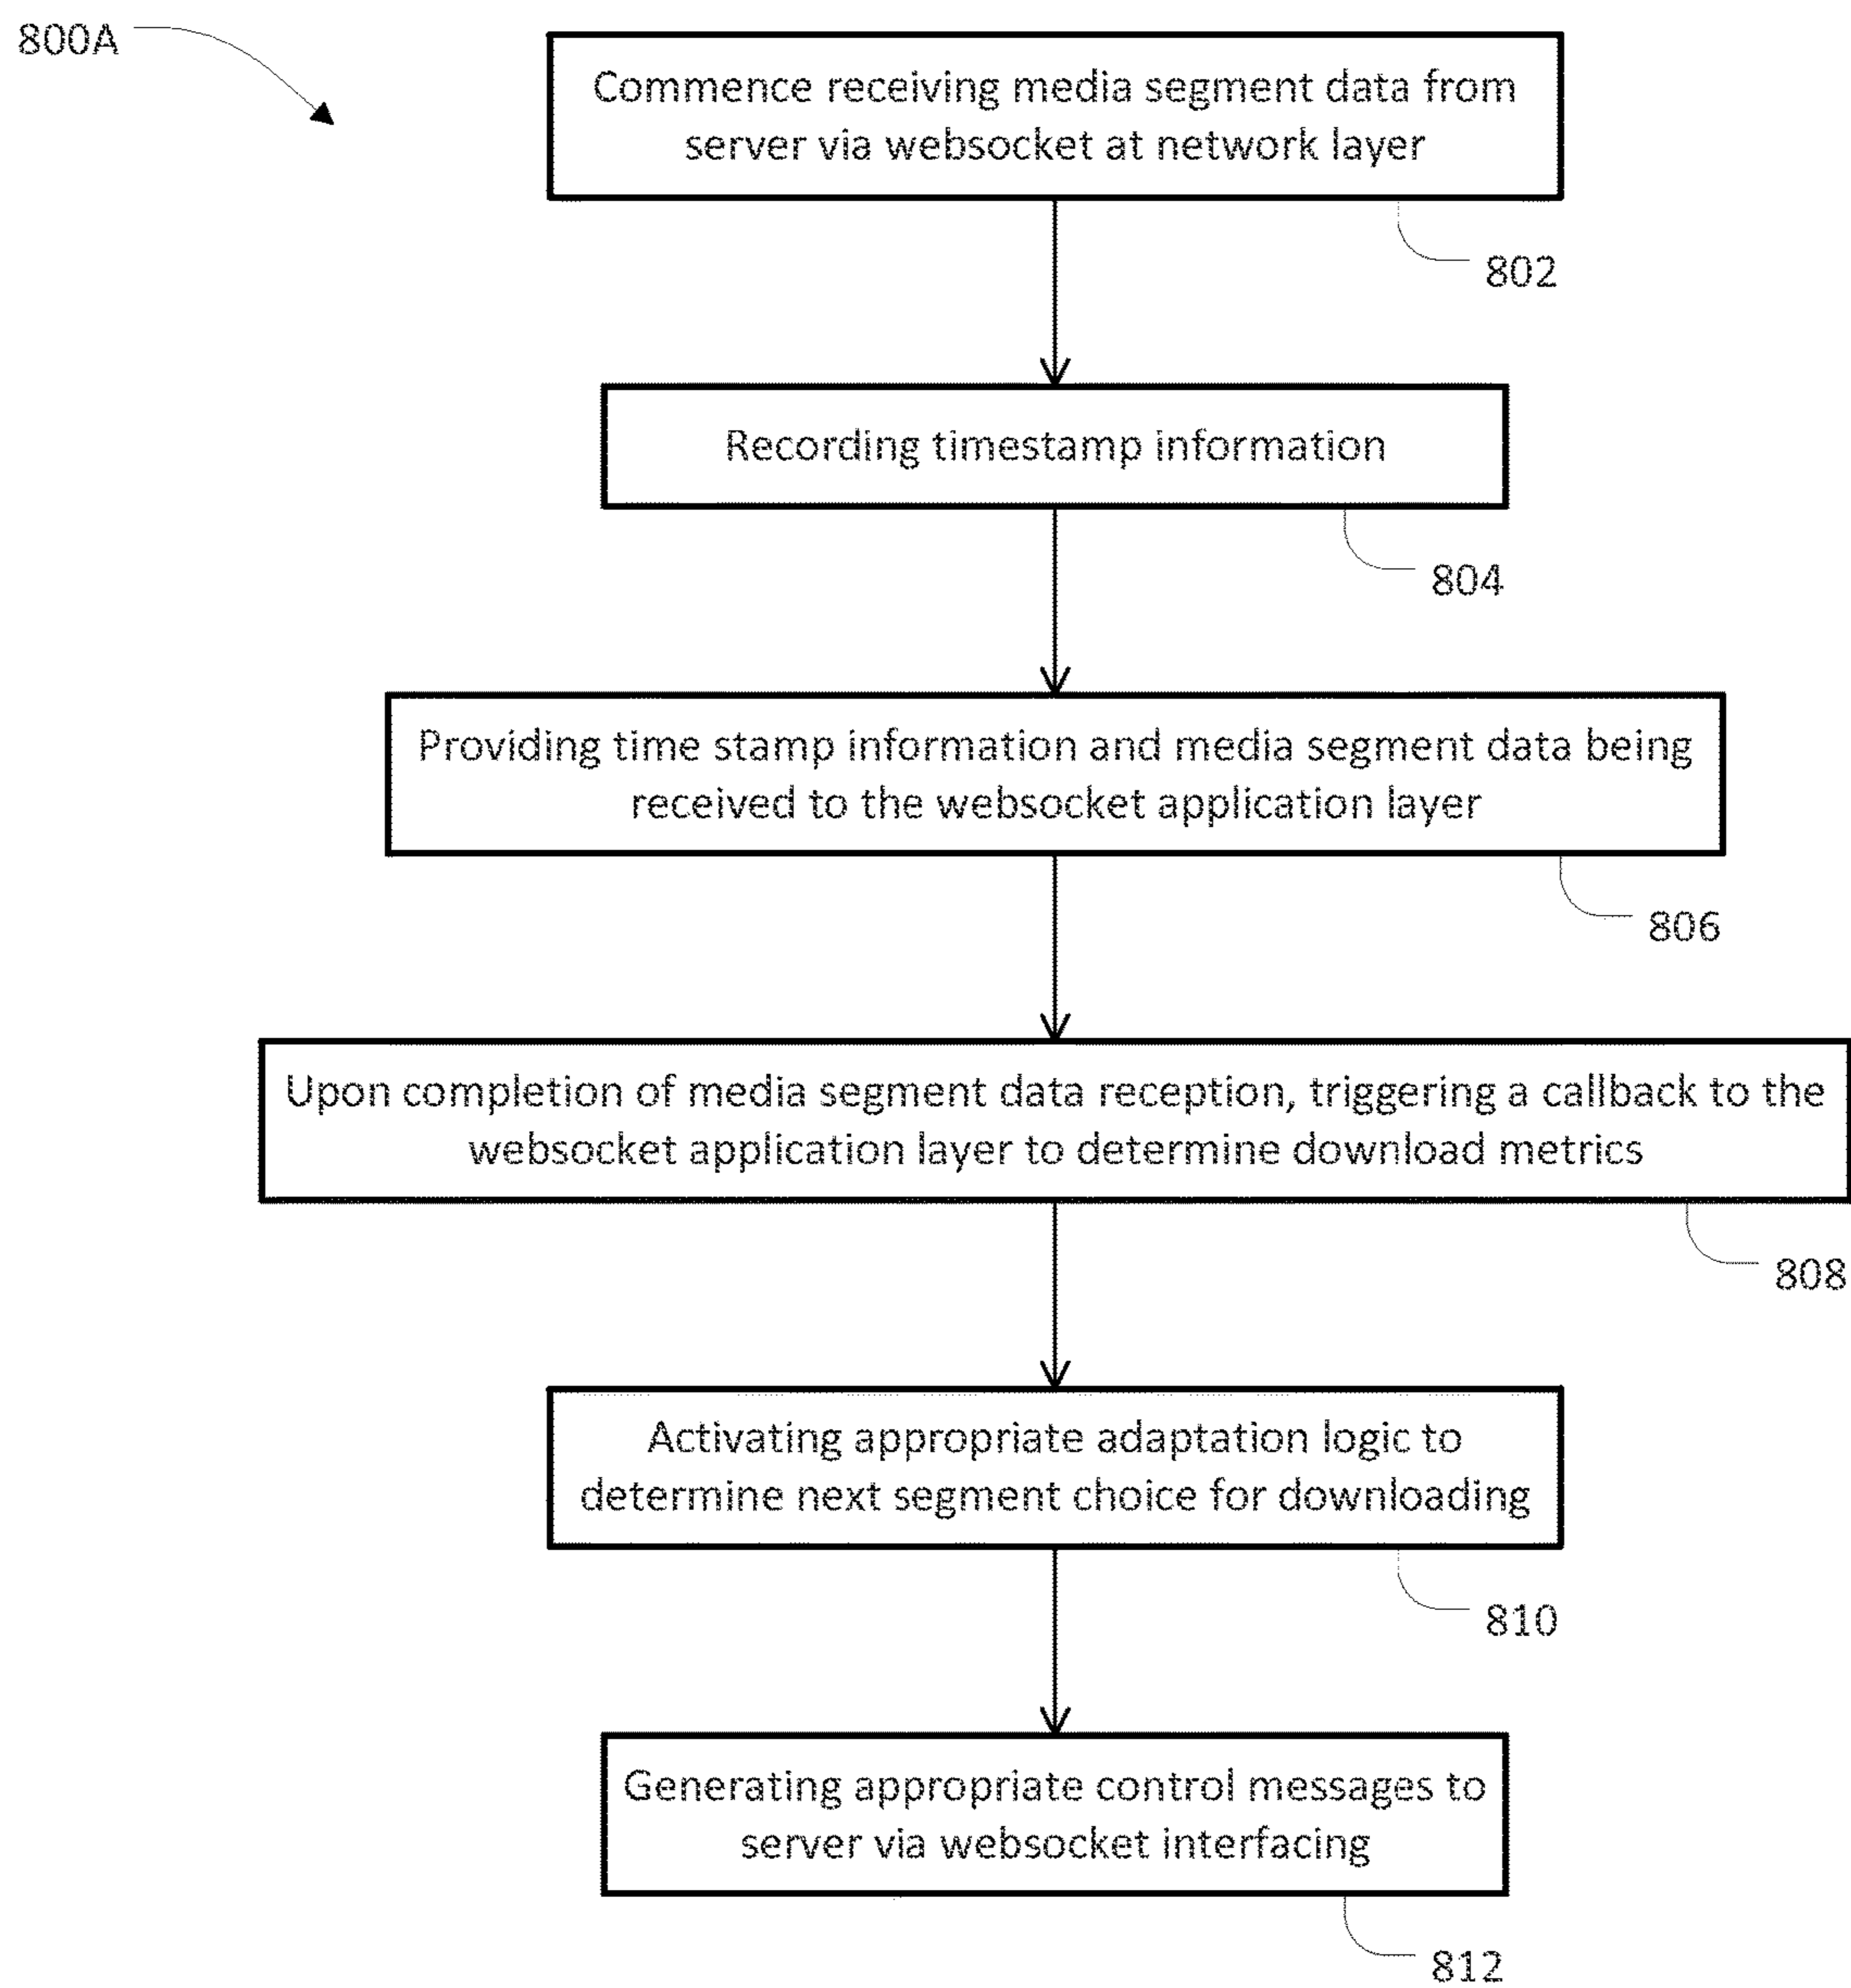 800A
Commence receiving media segment data from
server via websocket at network layer
802
Recording timestamp information
804
Providing time stamp information and media segment data being
received to the websocket application layer
806
Upon completion of media segment data reception, triggering a callback to the
websocket application layer to determine download metrics
808
Activating appropriate adaptation logic to
determine next segment choice for downloading
810
Generating appropriate control messages to
server via websocket interfacing
812